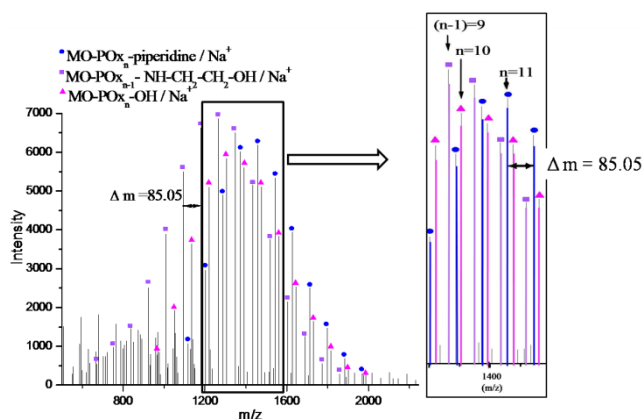 MO-POxn-piperidine / Na+
MO-POxn-1- NH-CH2-CH2-OH / Na+
MO-POxn-OH / Na+2
7000
6000
5000
4000
3000
2000
1000
0
Intensity
Δ m = 85.05
800
1200
1600
2000
m/z
(n-1)=9
n=10
n=11
Δ m = 85.05
1400
(m/z)